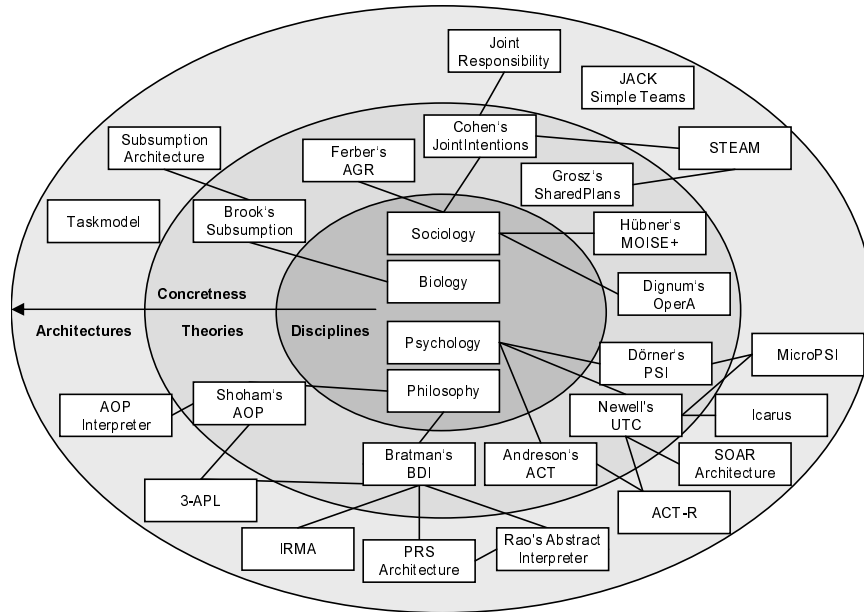 Joint
Responsibility
JACK
Simple Teams
Cohen's
JointIntentions
Subsumption
Architecture
Ferber's
AGR
STEAM
Grosz's
SharedPlans
Taskmodel
Brook's
Subsumption
Sociology
Hübner's
MOISE+
Biology
Dignum's
OperA
Concretness
Architectures
Theories
Disciplines
Psychology
Dörner's
PSI
MicroPSI
Philosophy
AOP
Interpreter
Shoham's
AOP
Newell's
UTC
Icarus
Bratman's
BDI
Andreson's
ACT
SOAR
Architecture
3-APL
ACT-R
IRMA
PRS
Architecture
Rao's Abstract
Interpreter